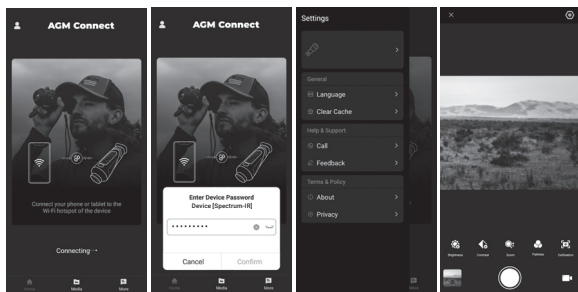 AGM Connect
Connect your phone or tablet to the
Wi-Fi hotspot of the device
Connecting
Home
Media
More
AGM Connect
Enter Device Password
Device [Spectrum-IR]
Cancel
Confirm
Home
Media
More
Settings
General
Language
Clear Cache
Help & Support
Call
Feedback
Terms & Policy
About
Privacy
More
Brightness
Contrast
Zoom
Palettes
Calibration